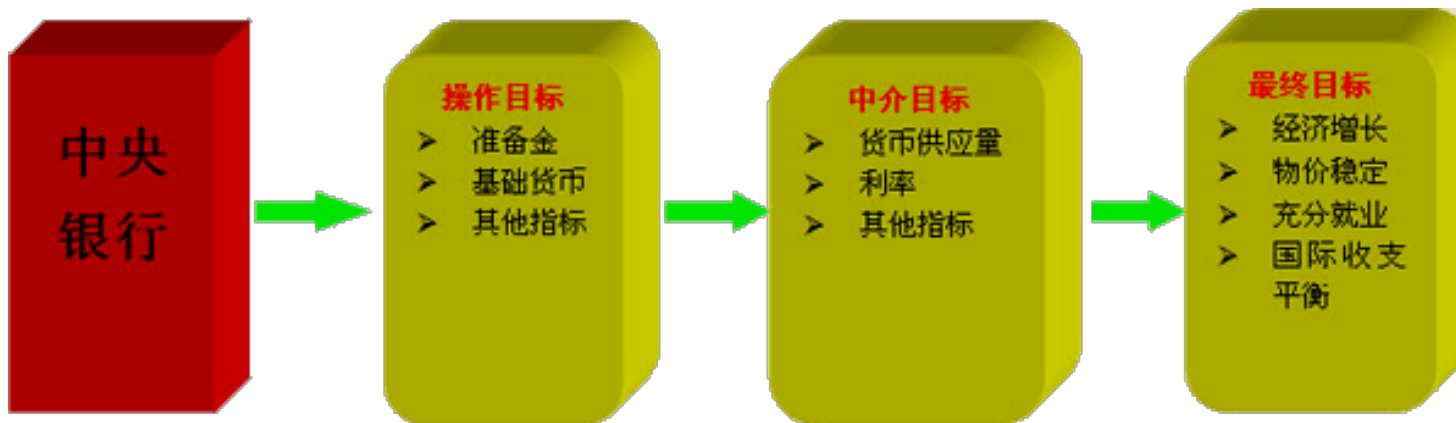 中央
银行
操作目标
➢ 准备金
➢ 基础货币
➢ 其他指标
中介目标
➢ 货币供应量
➢ 利率
➢ 其他指标
最终目标
➢ 经济增长
➢ 物价稳定
➢ 充分就业
➢ 国际收支
平衡